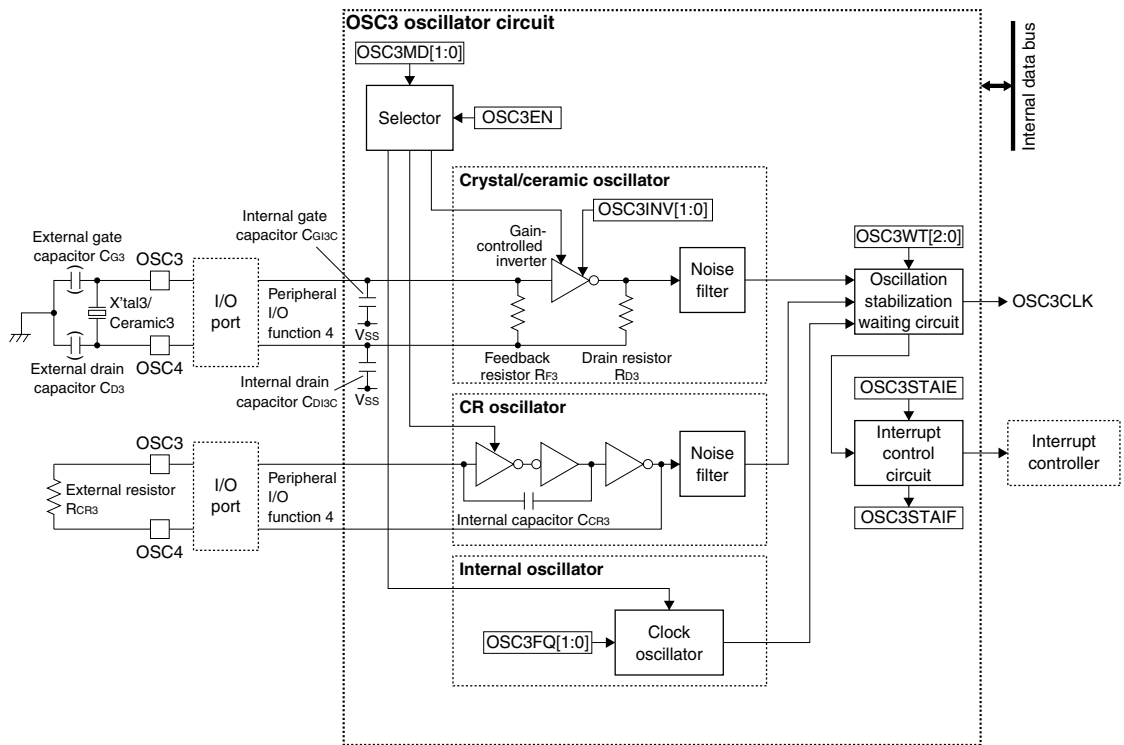 OSC3 oscillator circuit
OSC3MD[1:0]
Selector
OSC3EN
Internal data bus
Crystal/ceramic oscillator
OSC3INV[1:0]
Gain-
controlled
inverter
Internal gate
capacitor CGI3C
External gate
capacitor CG3
OSC3
X'tal3/
Ceramic3
OSC4
External drain
capacitor CD3
I/O
port
Peripheral
I/O
function 4
VSS
Internal drain
capacitor CDI3C
VSS
Feedback
resistor RF3
Drain resistor
RD3
Noise
filter
OSC3WT[2:0]
Oscillation
stabilization
waiting circuit
OSC3CLK
OSC3STAIE
Interrupt
control
circuit
OSC3STAIF
Interrupt
controller
CR oscillator
OSC3
External resistor
RCR3
OSC4
I/O
port
Peripheral
I/O
function 4
Internal capacitor CCR3
Noise
filter
Internal oscillator
OSC3FQ[1:0]
Clock
oscillator